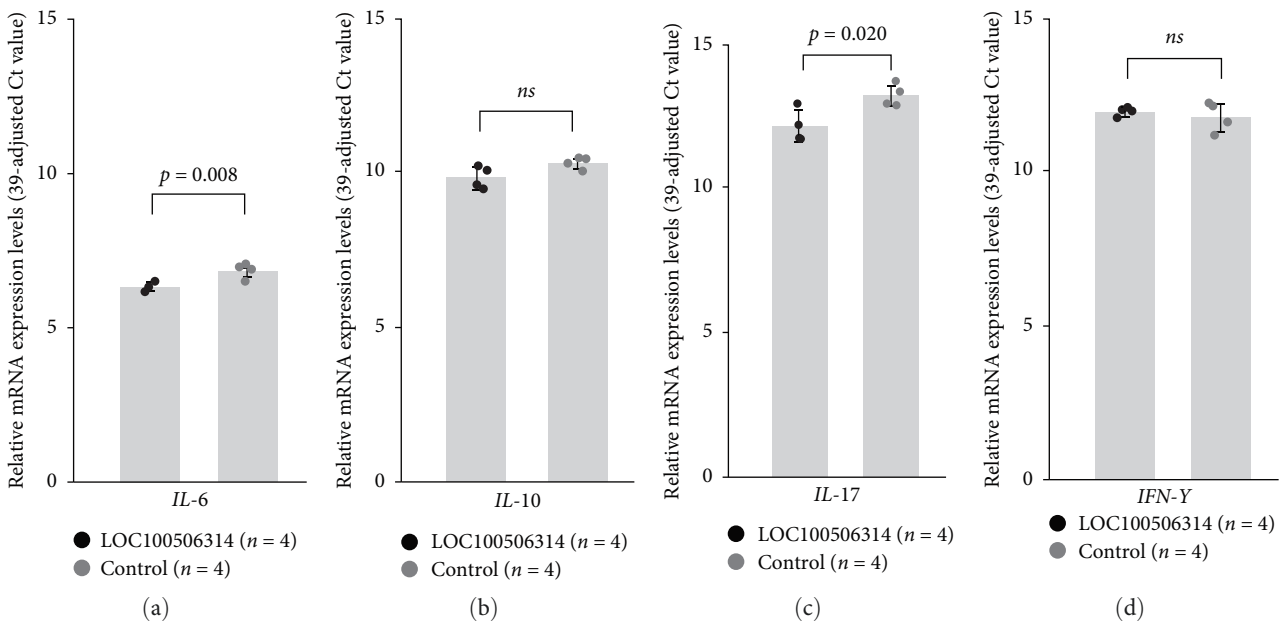 Relative mRNA expression levels (39-adjusted Ct value)
15
10
5
0
p = 0.008
IL-6
LOC100506314 (n = 4)
Control (n = 4)
(a)
Relative mRNA expression levels (39-adjusted Ct value)
15
10
5
0
ns
IL-10
LOC100506314 (n = 4)
Control (n = 4)
(b)
Relative mRNA expression levels (39-adjusted Ct value)
15
10
5
0
p = 0.020
IL-17
LOC100506314 (n = 4)
Control (n = 4)
(c)
Relative mRNA expression levels (39-adjusted Ct value)
15
10
5
0
ns
IFN-Y
LOC100506314 (n = 4)
Control (n = 4)
(d)